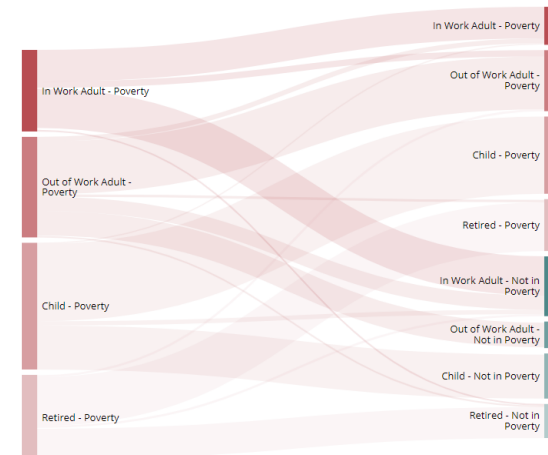 In Work Adult - Poverty
Out of Work Adult -
Poverty
Child - Poverty
Retired - Poverty
In Work Adult - Poverty
Out of Work Adult -
Poverty
Child - Poverty
Retired - Poverty
In Work Adult - Not in
Poverty
Out of Work Adult -
Not in Poverty
Child - Not in Poverty
Retired - Not in
Poverty